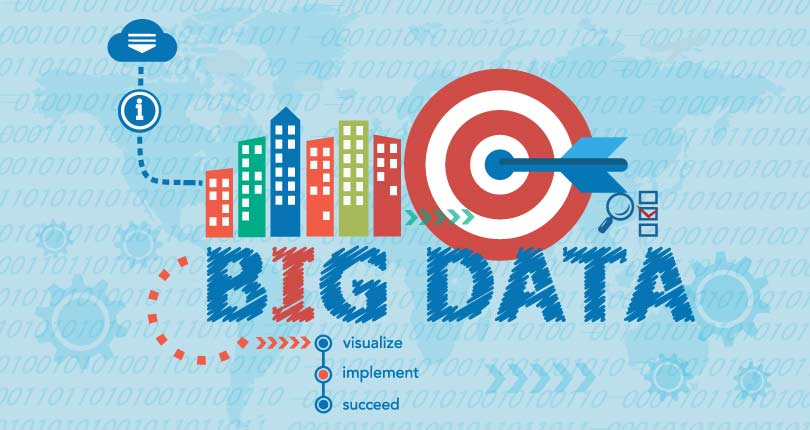 i
BIG DATA
visualize
implement
succeed